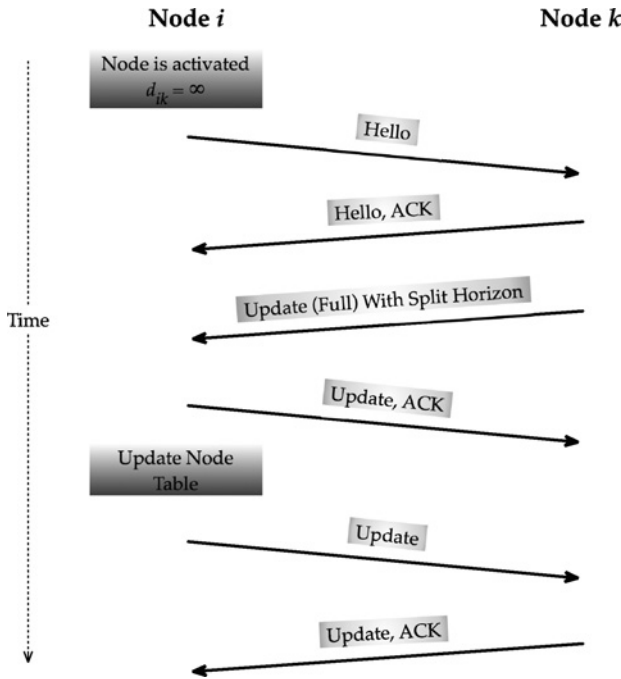 Node i
Node k
Node is activated
d_ik = ∞
Hello
Hello, ACK
Update (Full) With Split Horizon
Time
Update, ACK
Update Node
Table
Update
Update, ACK